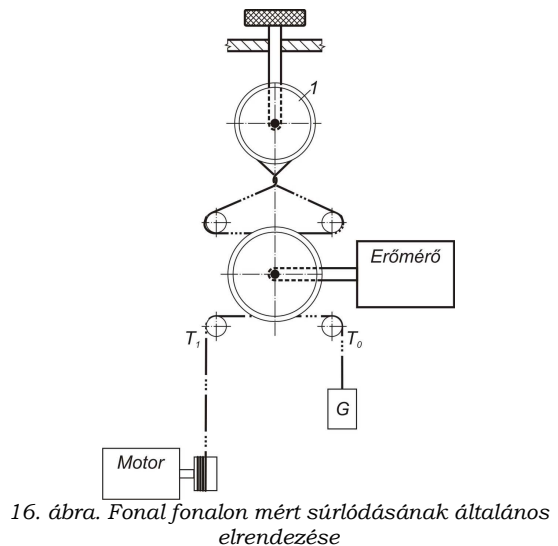 1
Erőmérő
T₁
T₀
G
Motor
16. ábra. Fonal fonalon mért súrlódásának általános
elrendezése